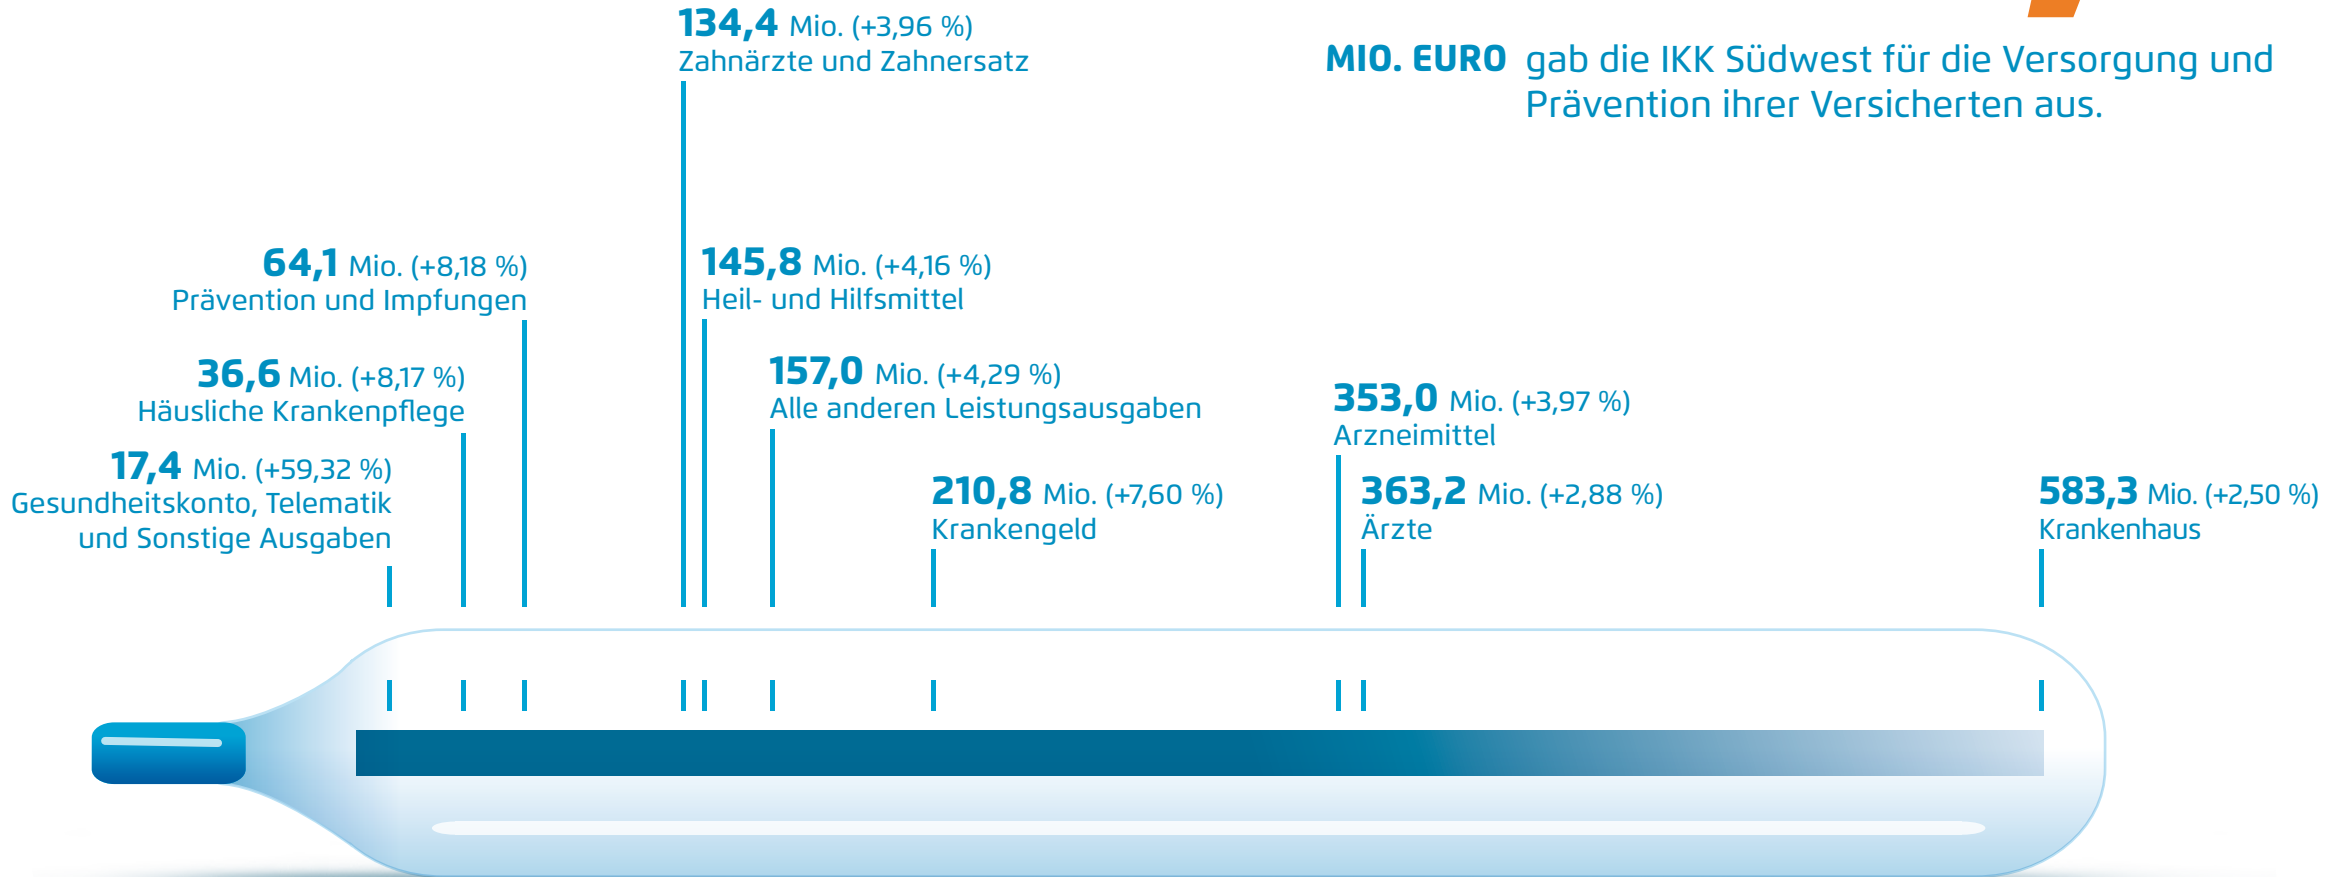 134,4 Mio. (+3,96 %)
Zahnärzte und Zahnersatz
MIO. EURO gab die IKK Südwest für die Versorgung und
Prävention ihrer Versicherten aus.
64,1 Mio. (+8,18 %)
Prävention und Impfungen
145,8 Mio. (+4,16 %)
Heil- und Hilfsmittel
36,6 Mio. (+8,17 %)
Häusliche Krankenpflege
157,0 Mio. (+4,29 %)
Alle anderen Leistungsausgaben
353,0 Mio. (+3,97 %)
Arzneimittel
17,4 Mio. (+59,32 %)
Gesundheitskonto, Telematik
und Sonstige Ausgaben
210,8 Mio. (+7,60 %)
Krankengeld
363,2 Mio. (+2,88 %)
Ärzte
583,3 Mio. (+2,50 %)
Krankenhaus